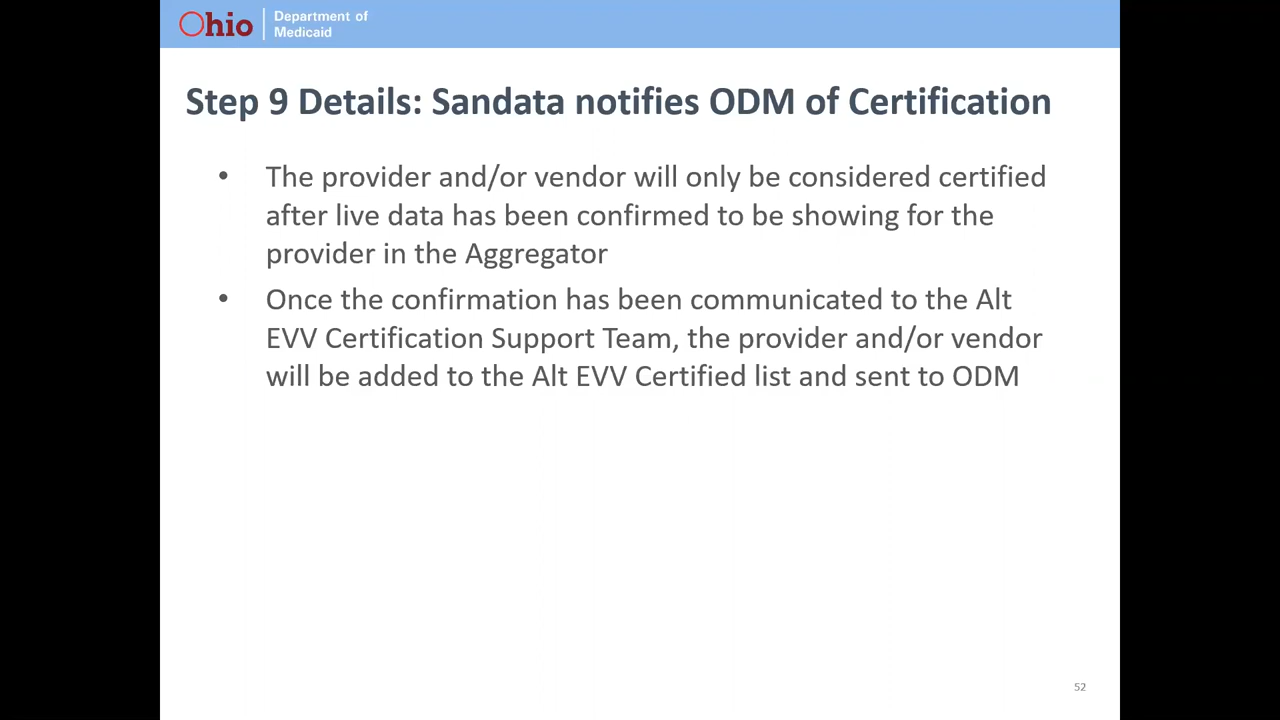 Ohio
Department of
Medicaid
Step 9 Details: Sandata notifies ODM of Certification
• The provider and/or vendor will only be considered certified
after live data has been confirmed to be showing for the
provider in the Aggregator
• Once the confirmation has been communicated to the Alt
EVV Certification Support Team, the provider and/or vendor
will be added to the Alt EVV Certified list and sent to ODM
52